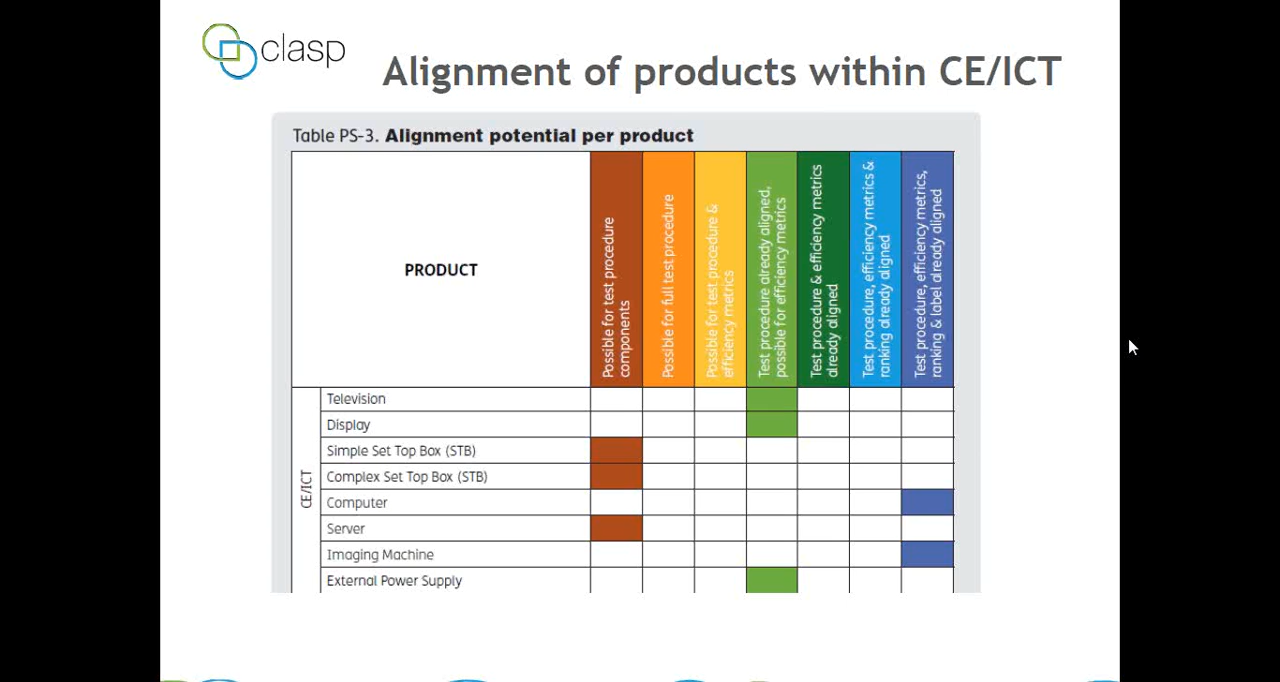 clasp
Alignment of products within CE/ICT
Table PS-3. Alignment potential per product
PRODUCT
Possible for test procedure
components
Possible for full test procedure
Possible for test procedure &
efficiency metrics
Test procedure already aligned,
possible for efficiency metrics
Test procedure & efficiency metrics
already aligned
Test procedure, efficiency metrics &
ranking already aligned
Test procedure, efficiency metrics,
ranking & label already aligned
CE/ICT
Television
Display
Simple Set Top Box (STB)
Complex Set Top Box (STB)
Computer
Server
Imaging Machine
External Power Supply